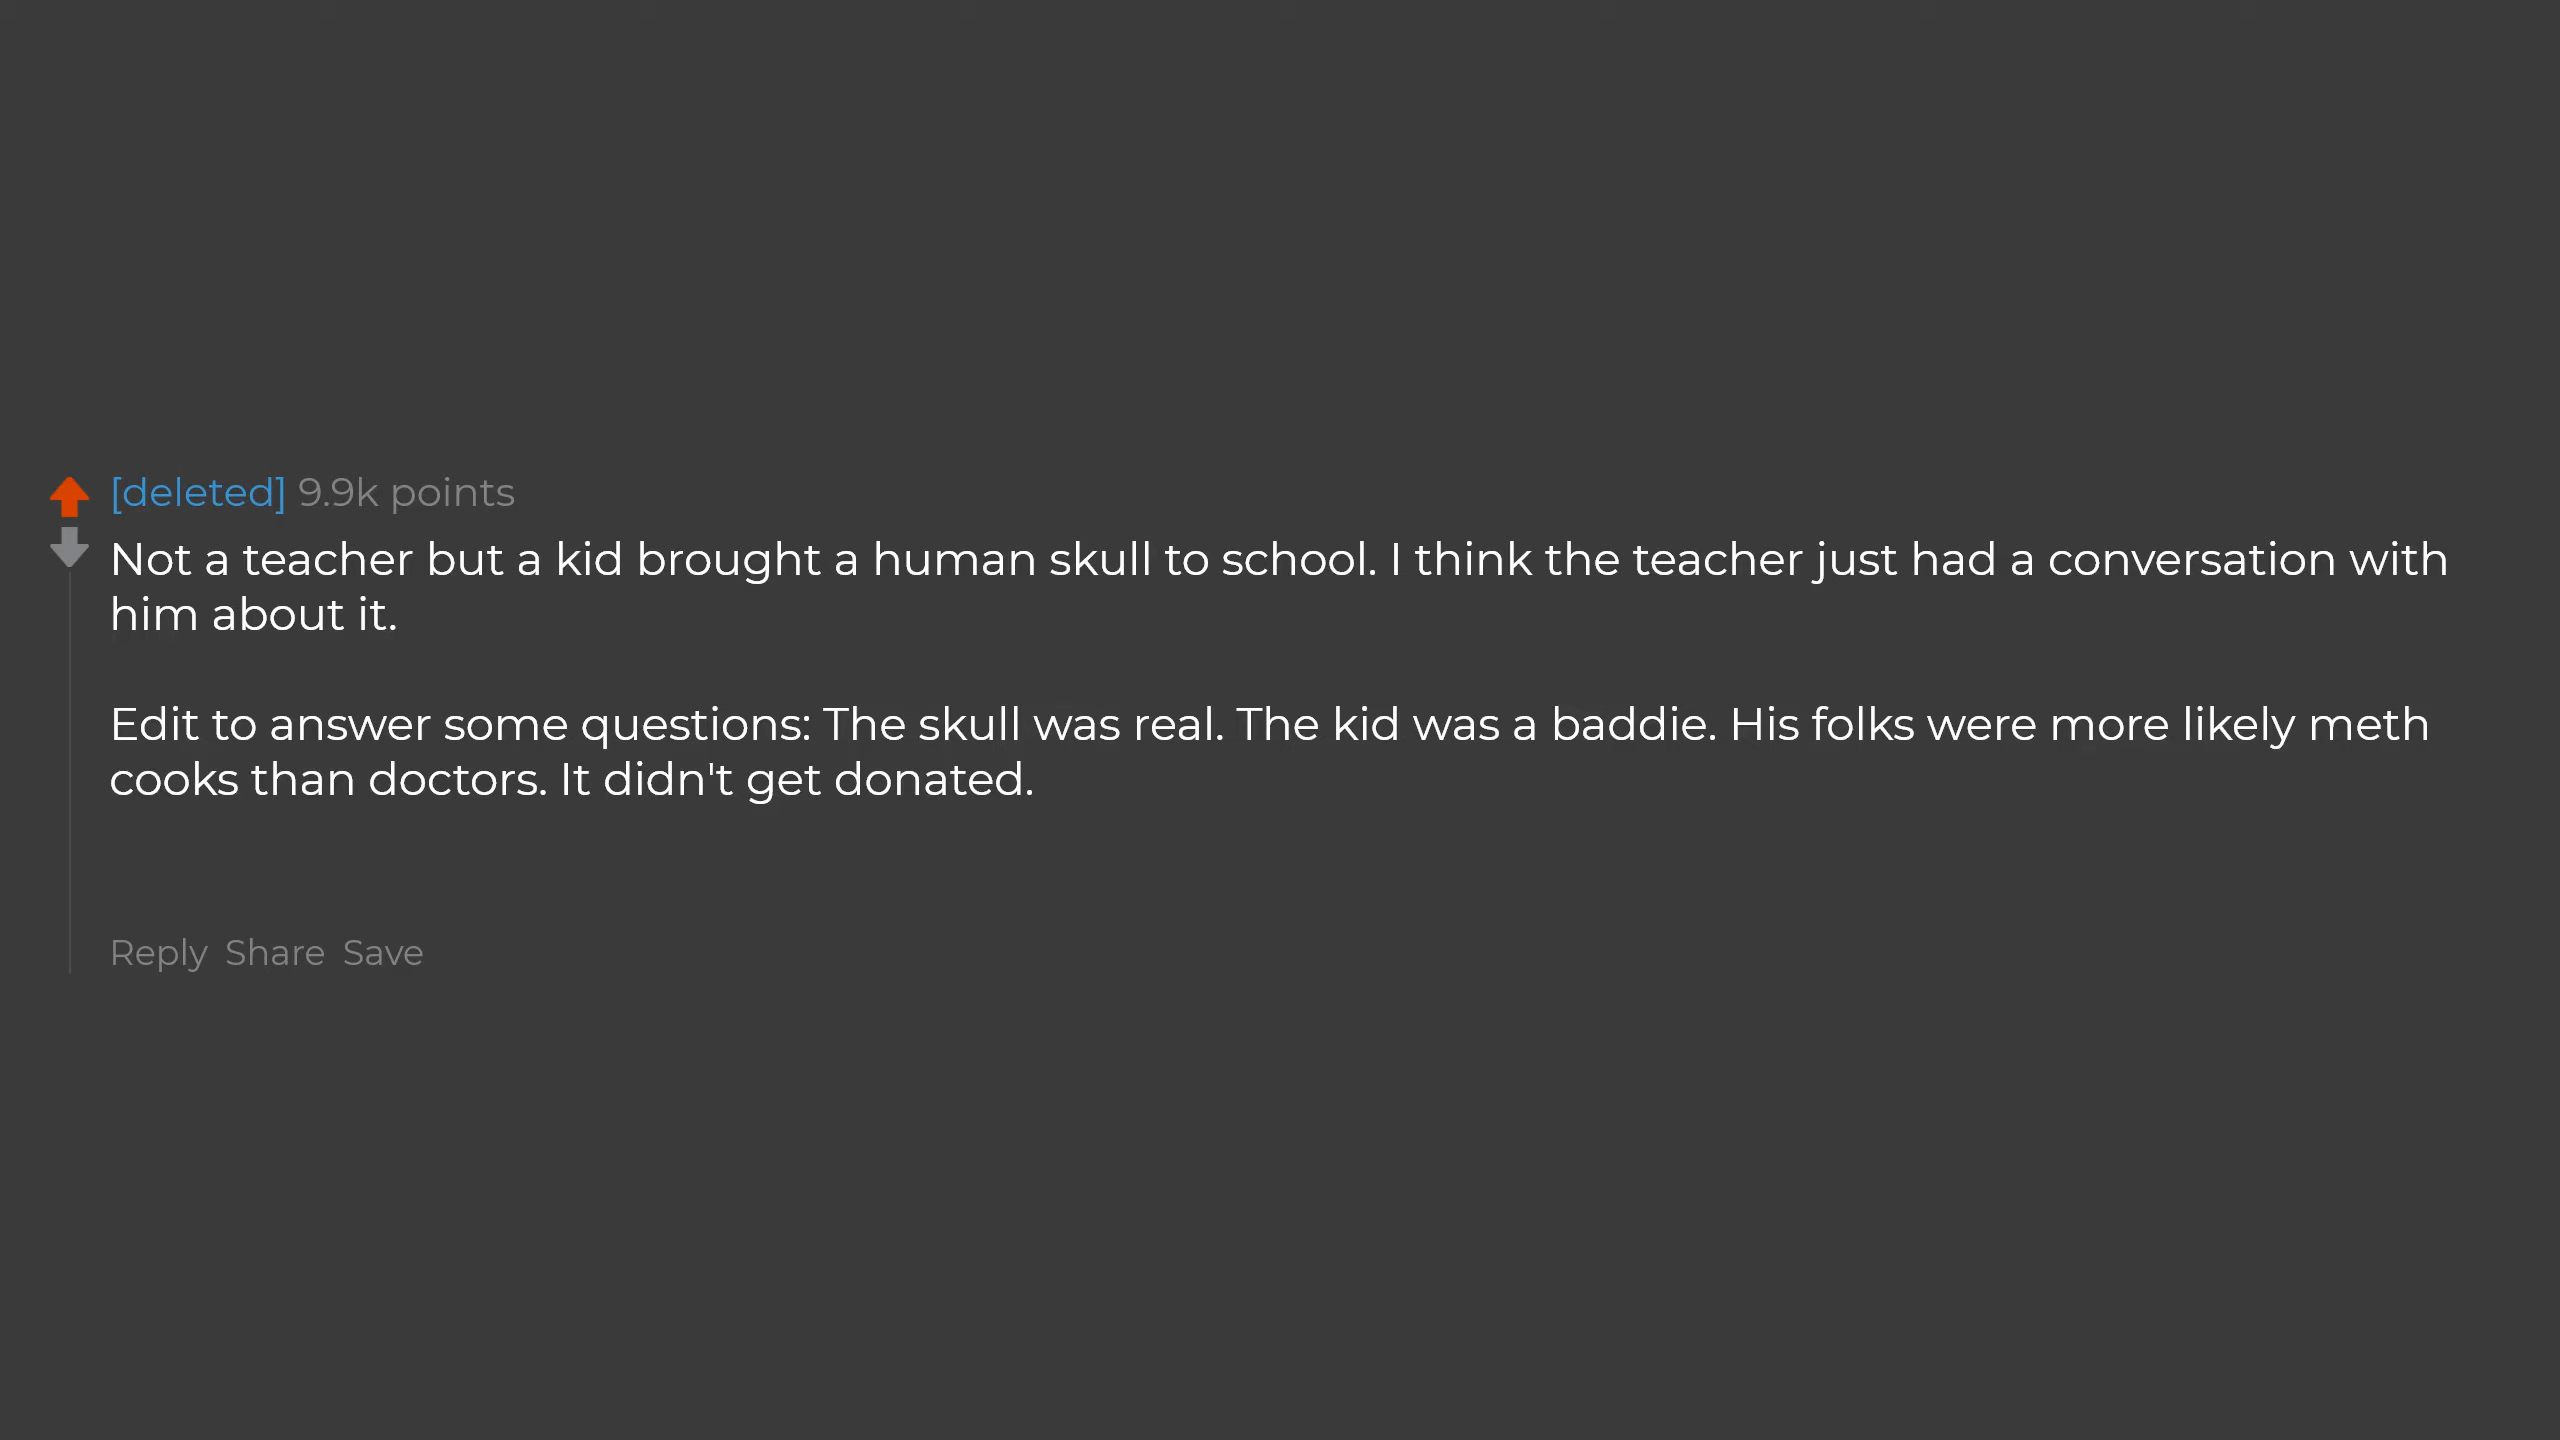 [deleted] 9.9k points
Not a teacher but a kid brought a human skull to school. I think the teacher just had a conversation with
him about it.
Edit to answer some questions: The skull was real. The kid was a baddie. His folks were more likely meth
cooks than doctors. It didn't get donated.
Reply Share Save